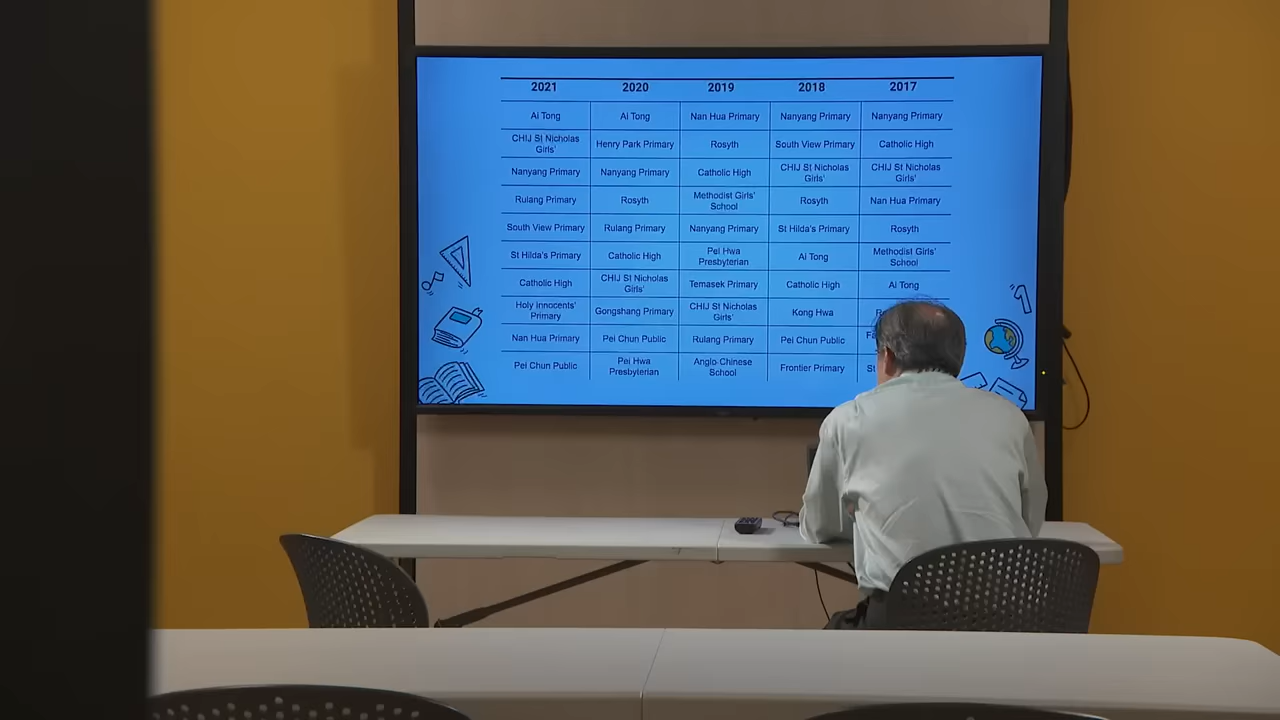 2021 2020 2019 2018 2017
Ai Tong Ai Tong Nan Hua Primary Nanyang Primary Nanyang Primary
CHIJ St Nicholas Girls' Henry Park Primary Rosyth South View Primary Catholic High
Nanyang Primary Nanyang Primary Catholic High CHIJ St Nicholas Girls' CHIJ St Nicholas Girls'
Rulang Primary Rosyth Methodist Girls' School Rosyth Nan Hua Primary
South View Primary Rulang Primary Nanyang Primary St Hilda's Primary Rosyth
St Hilda's Primary Catholic High Pei Hwa Presbyterian Ai Tong Methodist Girls' School
Catholic High CHIJ St Nicholas Girls' Temasek Primary Catholic High Ai Tong
Holy Innocents' Primary Gongshang Primary CHIJ St Nicholas Girls' Kong Hwa
Nan Hua Primary Pei Chun Public Rulang Primary Pei Chun Public
Pei Chun Public Pei Hwa Presbyterian Anglo-Chinese School Frontier Primary St